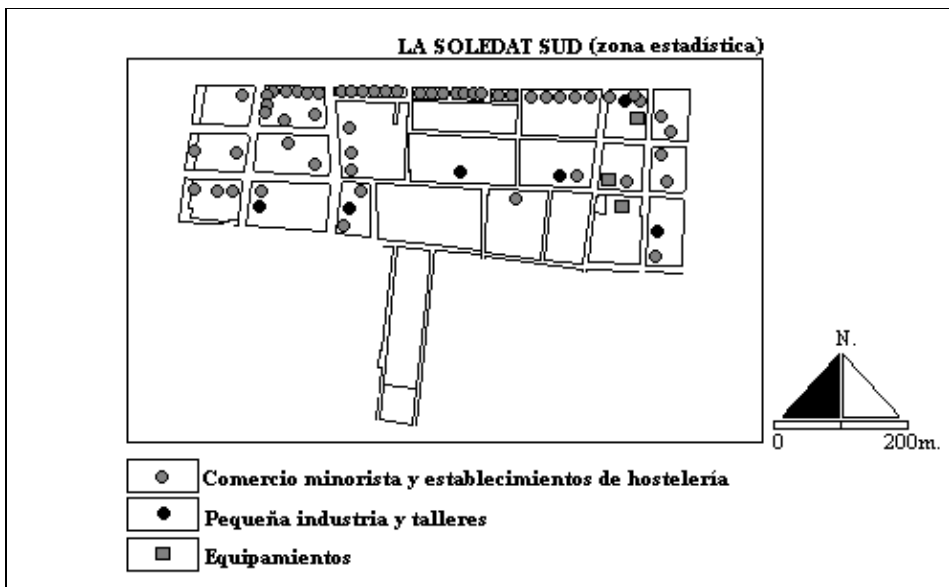 LA SOLEDAT SUD (zona estadística)
N.
0 200m.
Comercio minorista y establecimientos de hostelería
Pequeña industria y talleres
Equipamientos